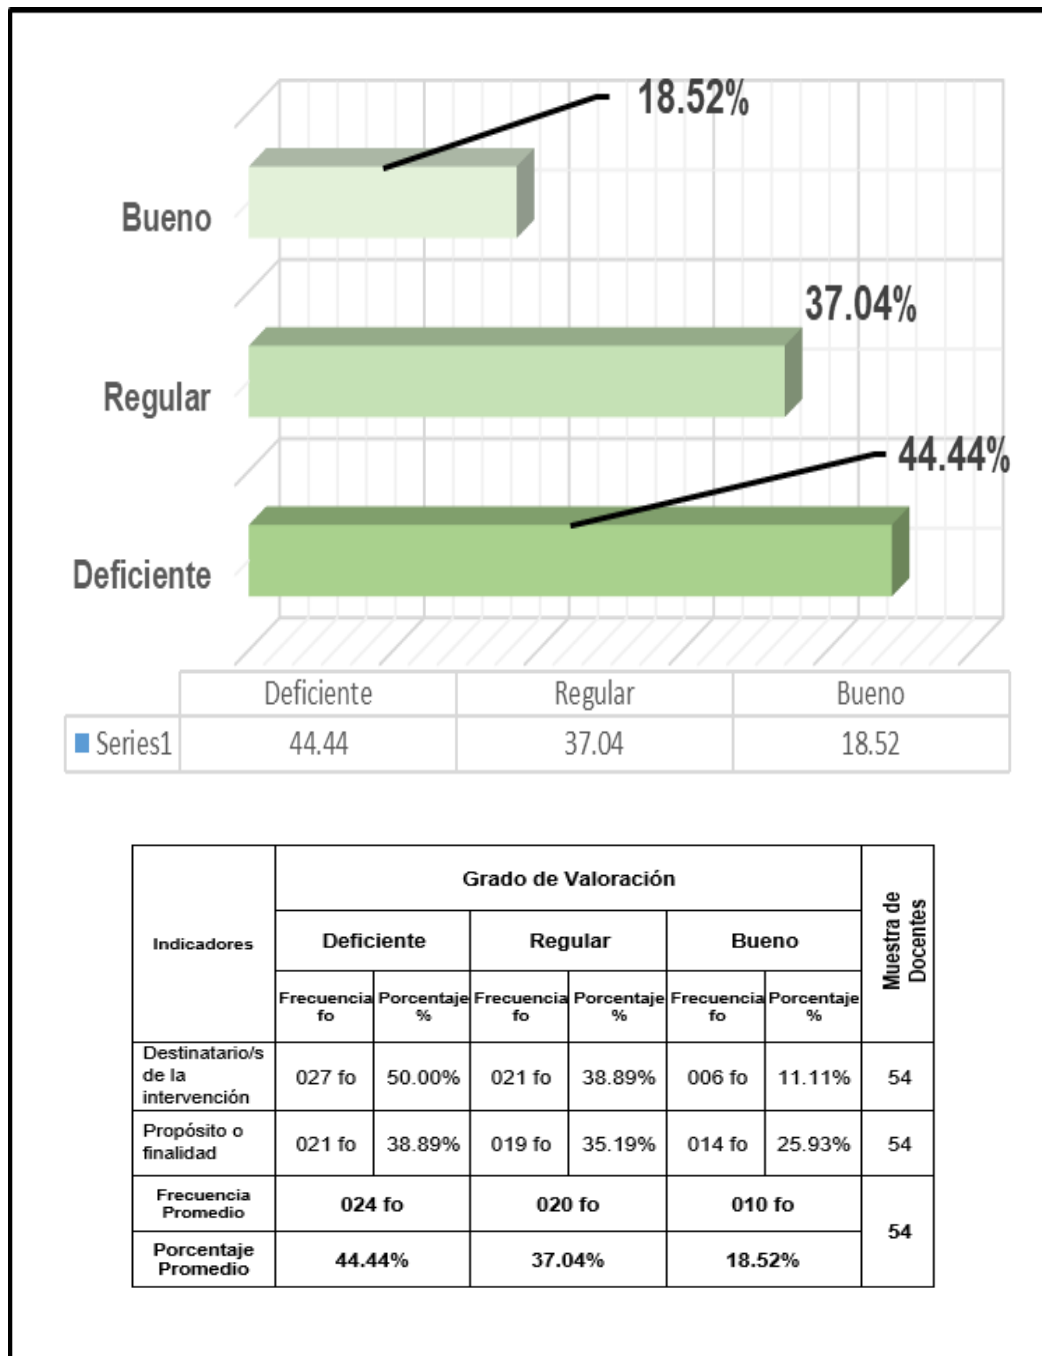 18.52%
Bueno
37.04%
Regular
44.44%
Deficiente
Deficiente Regular Bueno
Series1 44.44 37.04 18.52
Indicadores
Grado de Valoración
Muestra de
Docentes
Deficiente Regular Bueno
Frecuencia Porcentaje Frecuencia Porcentaje Frecuencia Porcentaje
fo % fo % fo %
Destinatario/s
de la
intervención
027 fo 50.00% 021 fo 38.89% 006 fo 11.11% 54
Propósito o
finalidad
021 fo 38.89% 019 fo 35.19% 014 fo 25.93% 54
Frecuencia
Promedio
024 fo 020 fo 010 fo
54
Porcentaje
Promedio
44.44% 37.04% 18.52%